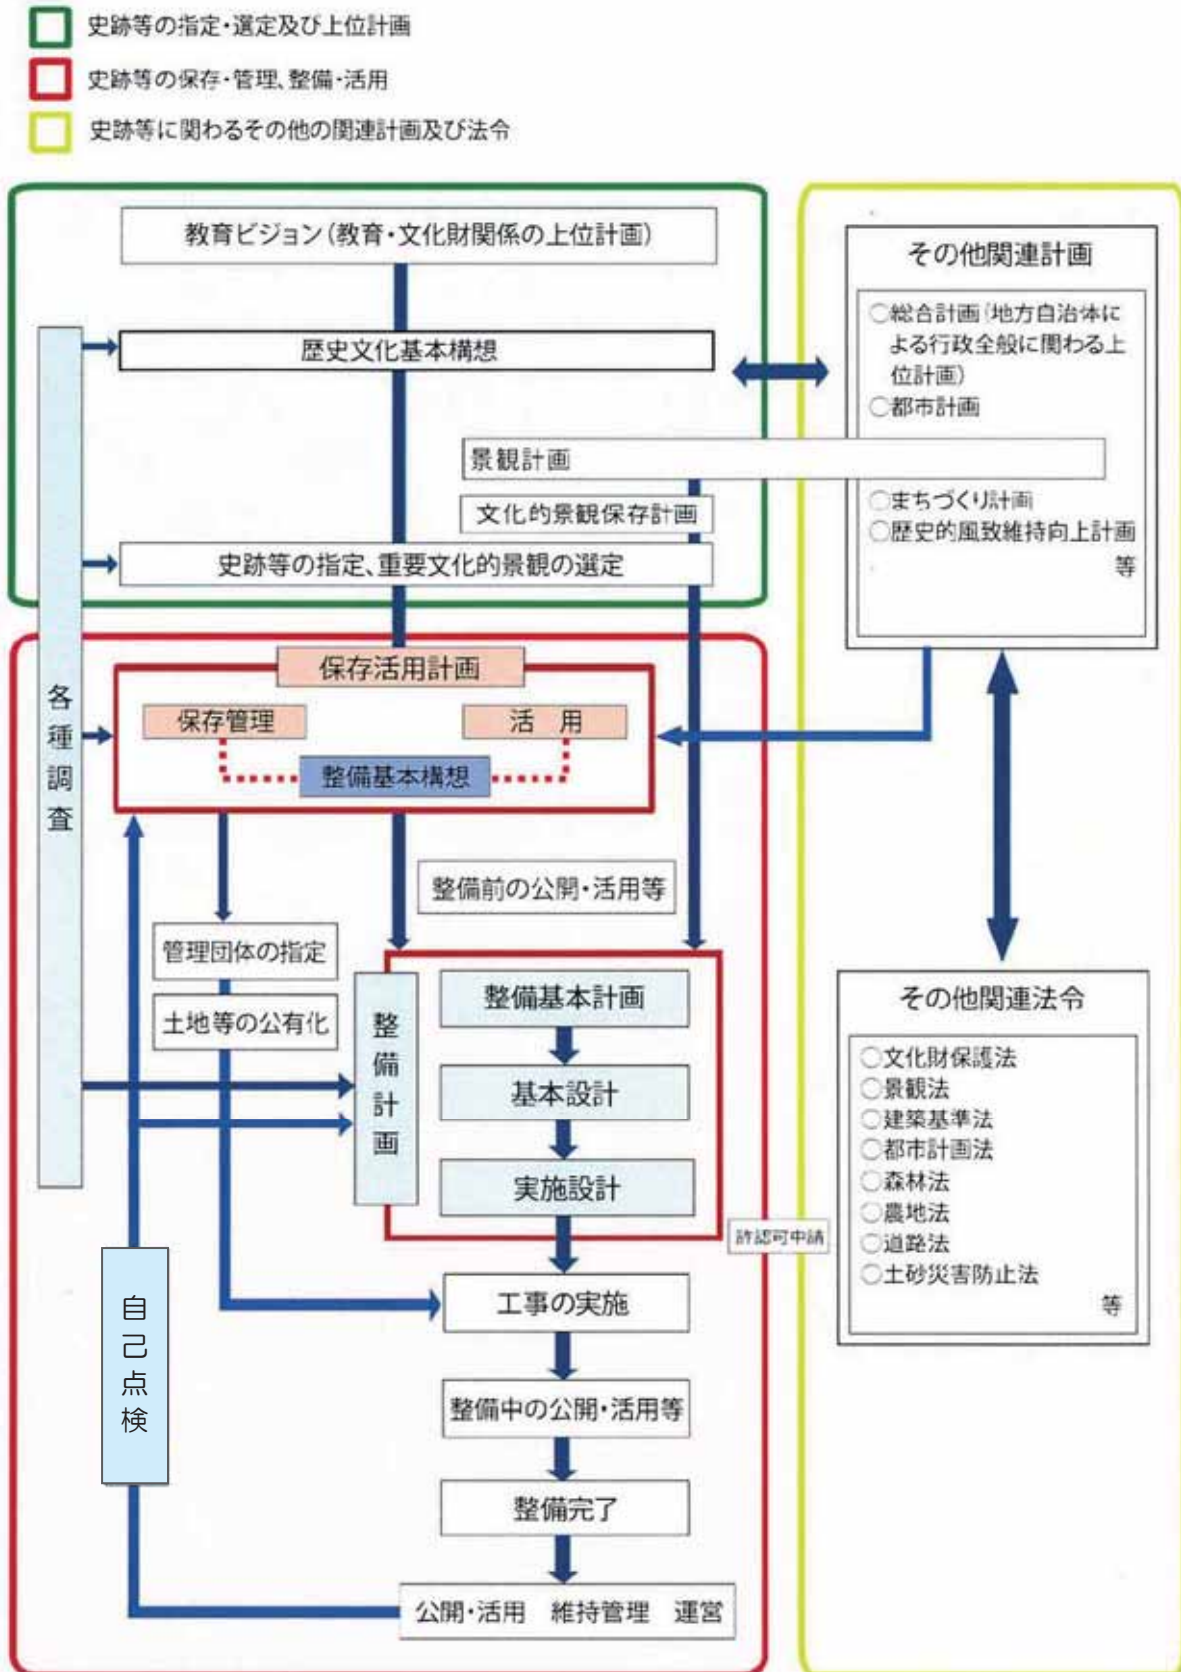 史跡等の指定・選定及び上位計画
史跡等の保存・管理、整備・活用
史跡等に関わるその他の関連計画及び法令
教育ビジョン（教育・文化財関係の上位計画）
歴史文化基本構想
景観計画
文化的景観保存計画
史跡等の指定、重要文化的景観の選定
各種調査
保存活用計画
保存管理
活　用
整備基本構想
整備前の公開・活用等
管理団体の指定
土地等の公有化
整備計画
整備基本計画
基本設計
実施設計
許認可申請
工事の実施
整備中の公開・活用等
整備完了
公開・活用　維持管理　運営
自己点検
その他関連計画
○総合計画（地方自治体に
よる行政全般に関わる上
位計画）
○都市計画
○まちづくり計画
○歴史的風致維持向上計画
等
その他関連法令
○文化財保護法
○景観法
○建築基準法
○都市計画法
○森林法
○農地法
○道路法
○土砂災害防止法
等